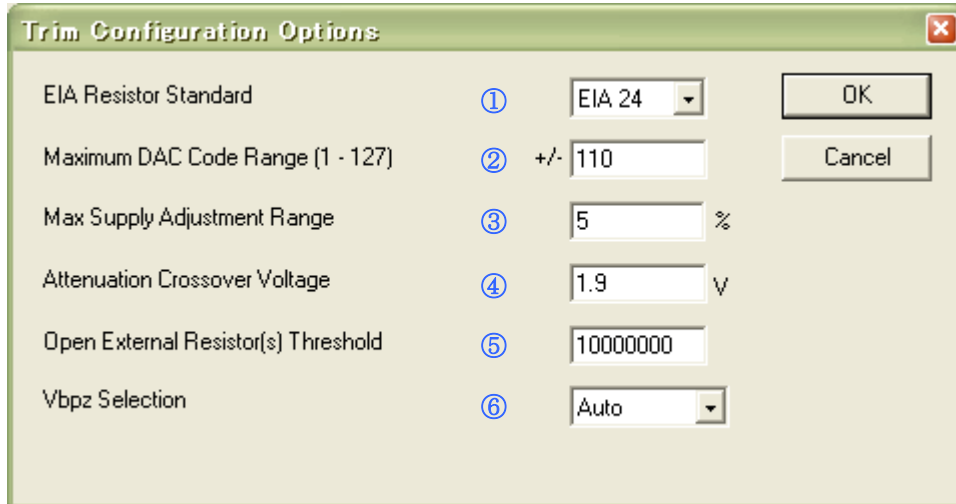 Trim Configuration Options
EIA Resistor Standard ① EIA 24 OK
Maximum DAC Code Range (1 - 127) ② +/- 110 Cancel
Max Supply Adjustment Range ③ 5 %
Attenuation Crossover Voltage ④ 1.9 V
Open External Resistor(s) Threshold ⑤ 10000000
Vbpz Selection ⑥ Auto